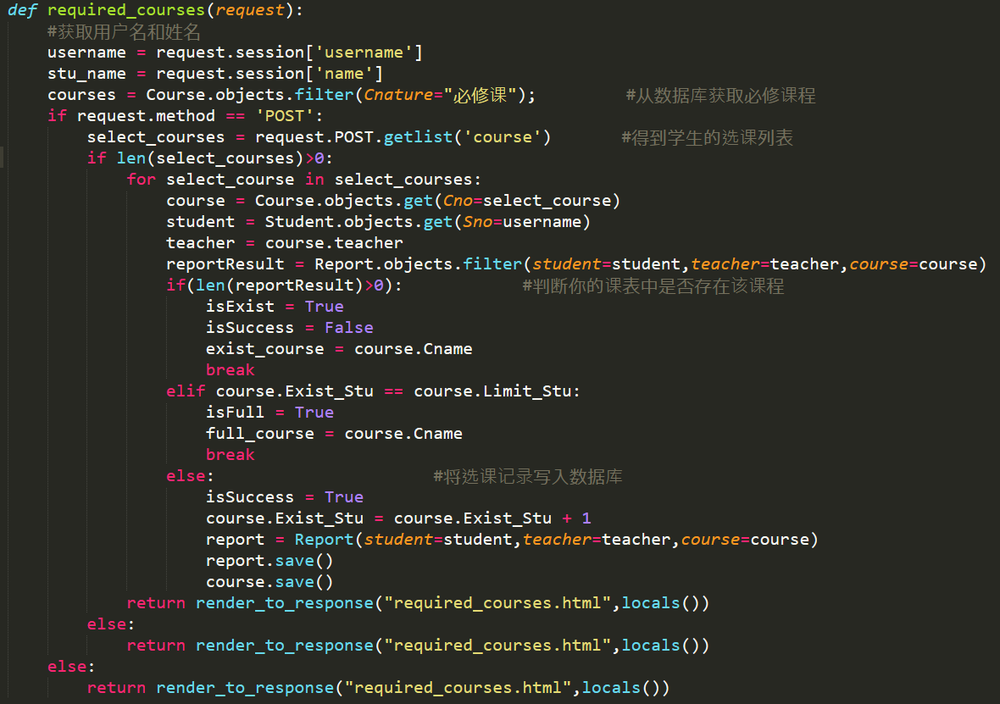 def required_courses(request):
    #获取用户名和姓名
    username = request.session['username']
    stu_name = request.session['name']
    courses = Course.objects.filter(Cnature="必修课");         #从数据库获取必修课程
    if request.method == 'POST':
        select_courses = request.POST.getlist('course')       #得到学生的选课列表
        if len(select_courses)>0:
            for select_course in select_courses:
                course = Course.objects.get(Cno=select_course)
                student = Student.objects.get(Sno=username)
                teacher = course.teacher
                reportResult = Report.objects.filter(student=student,teacher=teacher,course=course)
                if(len(reportResult)>0):            #判断你的课表中是否存在该课程
                    isExist = True
                    isSuccess = False
                    exist_course = course.Cname
                    break
                elif course.Exist_Stu == course.Limit_Stu:
                    isFull = True
                    full_course = course.Cname
                    break
                else:                      #将选课记录写入数据库
                    isSuccess = True
                    course.Exist_Stu = course.Exist_Stu + 1
                    report = Report(student=student,teacher=teacher,course=course)
                    report.save()
                    course.save()
            return render_to_response("required_courses.html",locals())
        else:
            return render_to_response("required_courses.html",locals())
    else:
        return render_to_response("required_courses.html",locals())